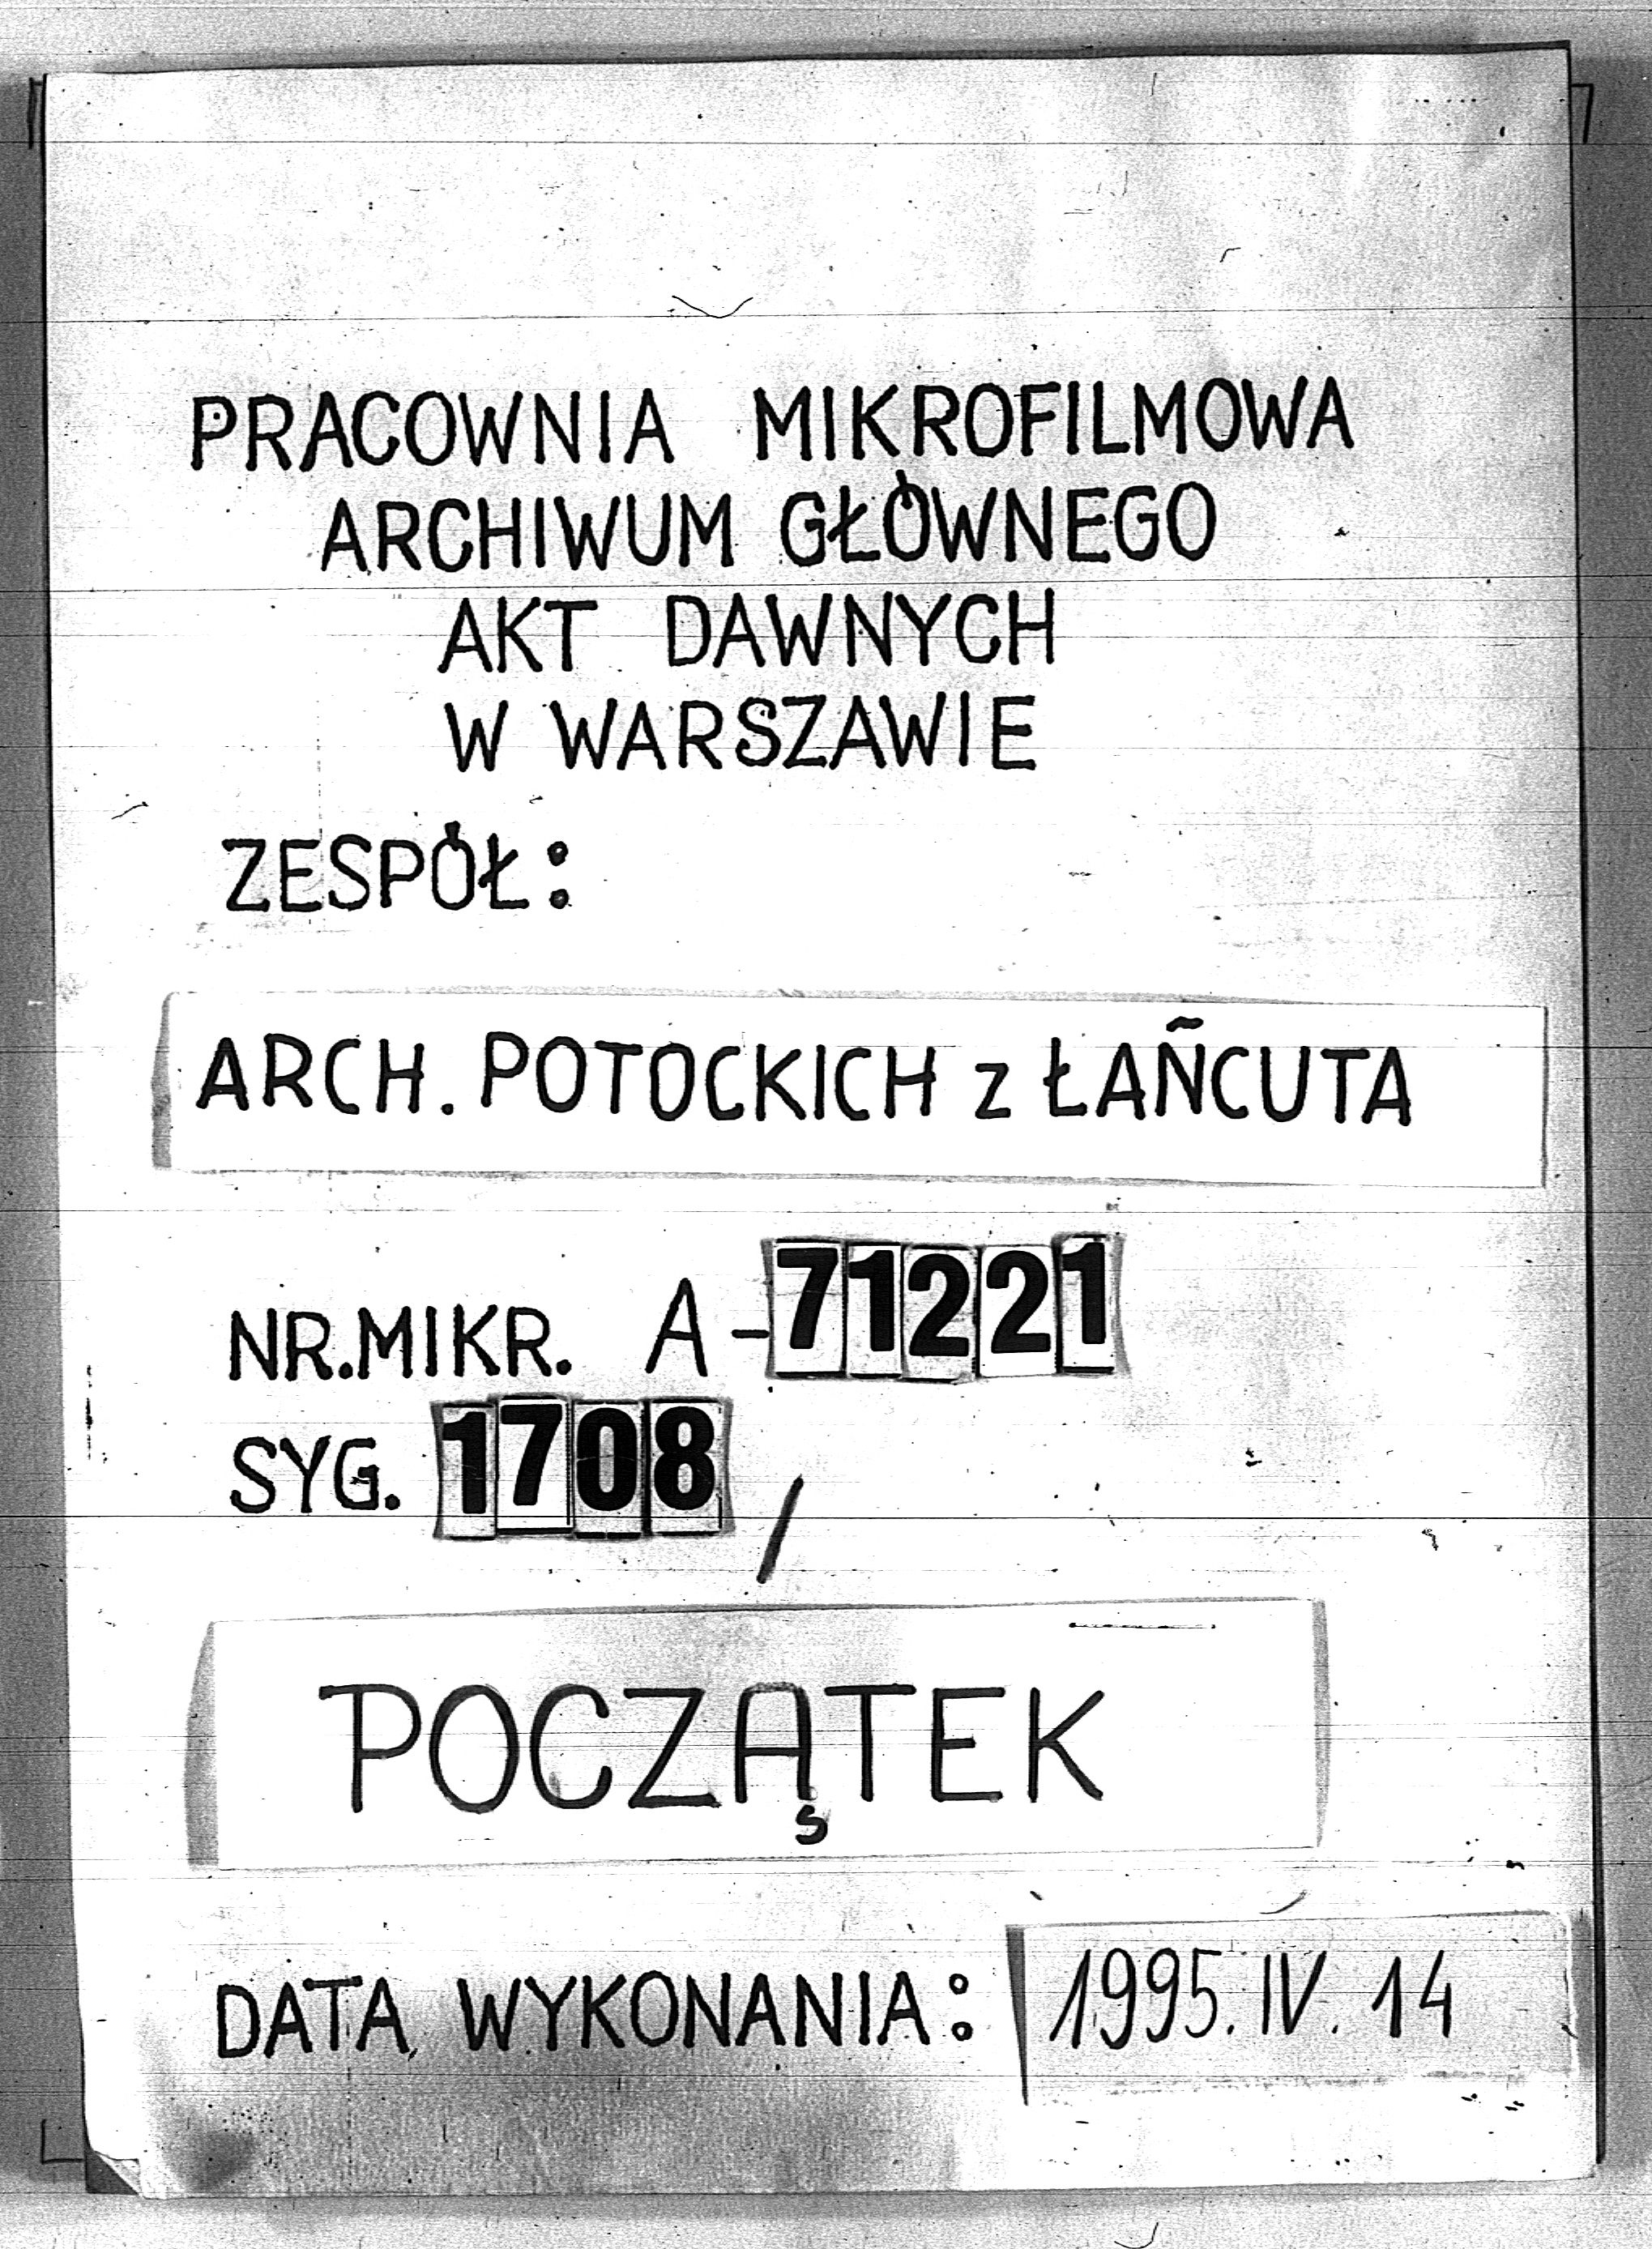 PRACOWNIA MIKROFILMOWA
ARCHIWUM GŁÓWNEGO
AKT DAWNYCH
W WARSZAWIE
ZESPÓŁ:
ARCH. POTOCKICH z ŁAŃCUTA
NR.MIKR. A-71221
SYG. 1708/
POCZĄTEK
DATA WYKONANIA: 1995.IV.14